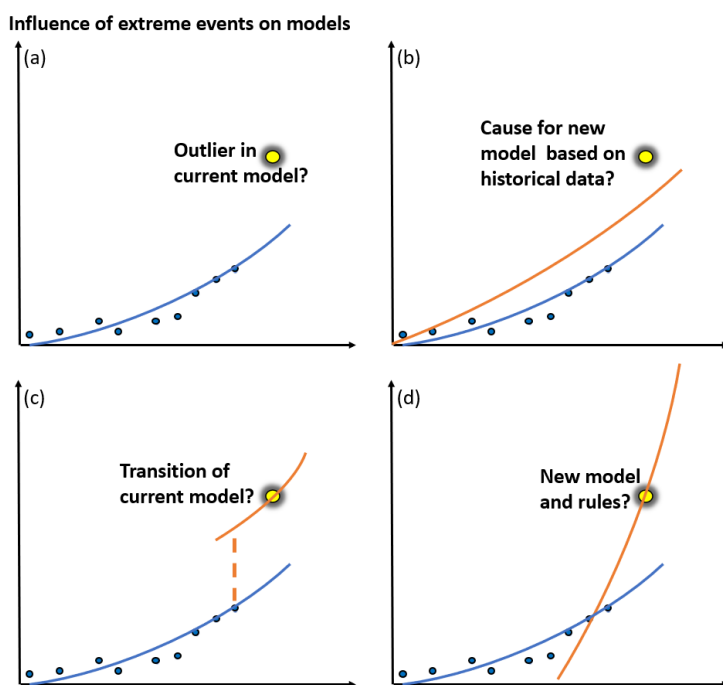 Influence of extreme events on models
(a)
Outlier in
current model?
(b)
Cause for new
model based on
historical data?
(c)
Transition of
current model?
(d)
New model
and rules?